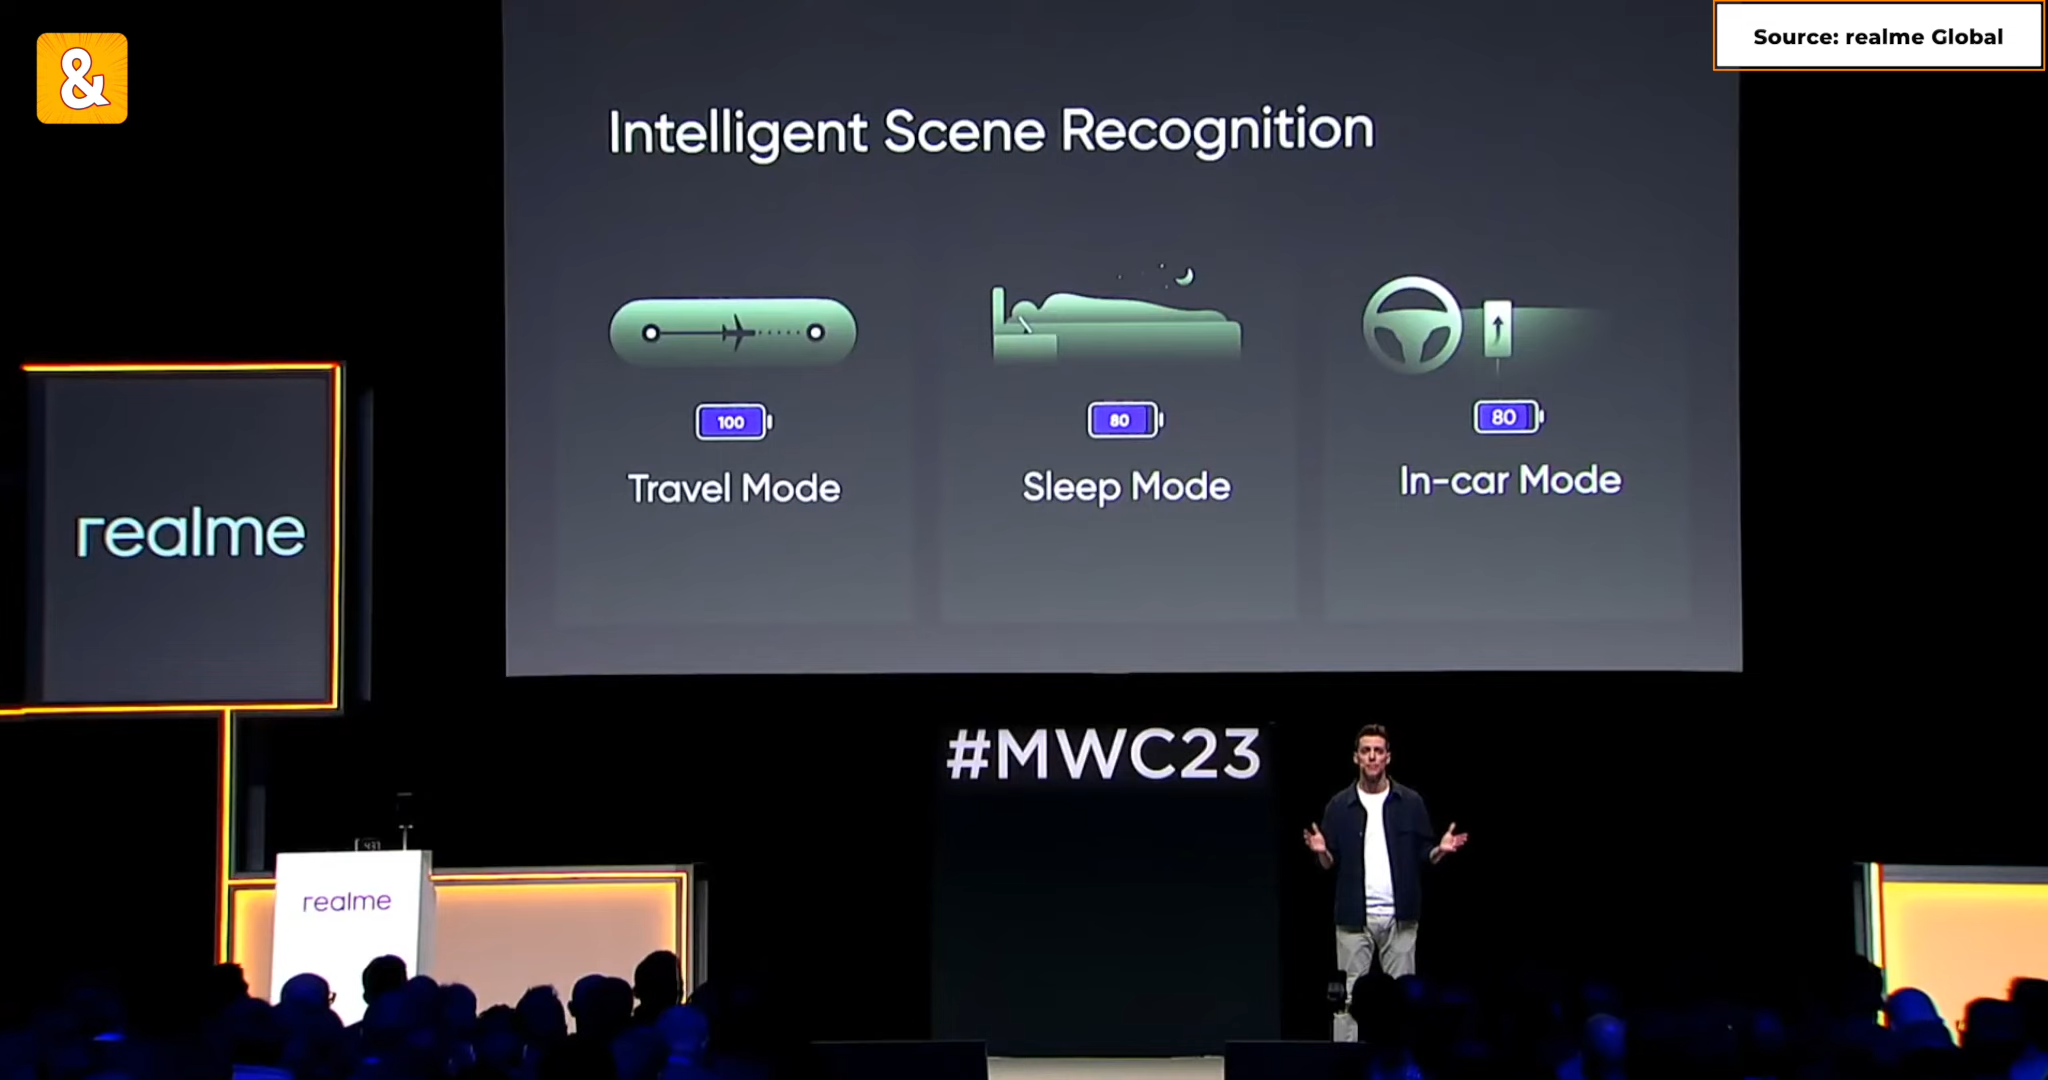 &
Source: realme Global
Intelligent Scene Recognition
100
80
80
Travel Mode
Sleep Mode
In-car Mode
realme
#MWC23
realme